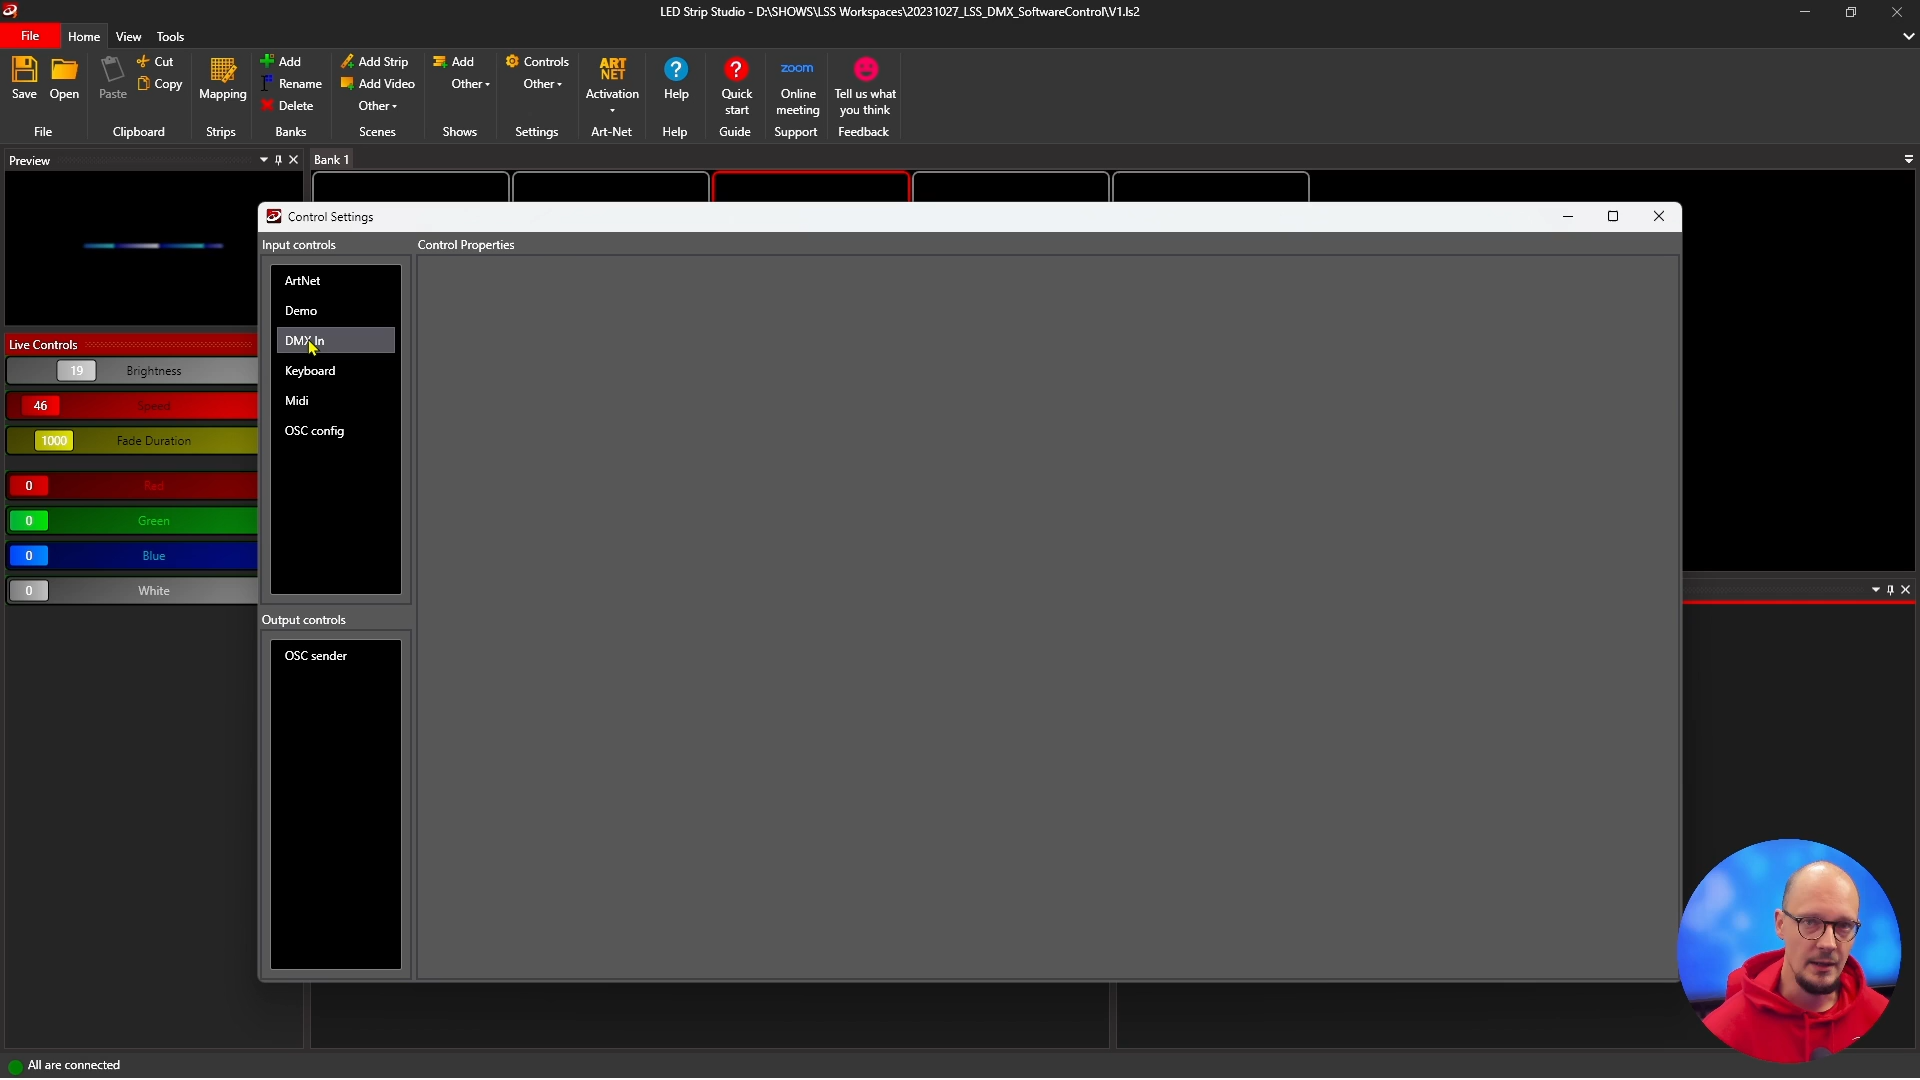 LED Strip Studio - D:\SHOWS\LSS Workspaces\20231027_LSS_DMX_SoftwareControl\V1.ls2
File
Home
View
Tools
Save
Open
File
Paste
Cut
Copy
Clipboard
Mapping
Strips
Add
Rename
Delete
Banks
Add Strip
Add Video
Other
Scenes
Add
Other
Shows
Controls
Other
Settings
ART
NET
Activation
Art-Net
?
Help
Help
?
Quick
start
Guide
zoom
Online
meeting
Support
Tell us what
you think
Feedback
Preview
Bank 1
Control Settings
Input controls
Control Properties
ArtNet
Demo
DMX In
Keyboard
Midi
OSC config
Output controls
OSC sender
Live Controls
19 Brightness
46 Speed
1000 Fade Duration
0 Red
0 Green
0 Blue
0 White
All are connected